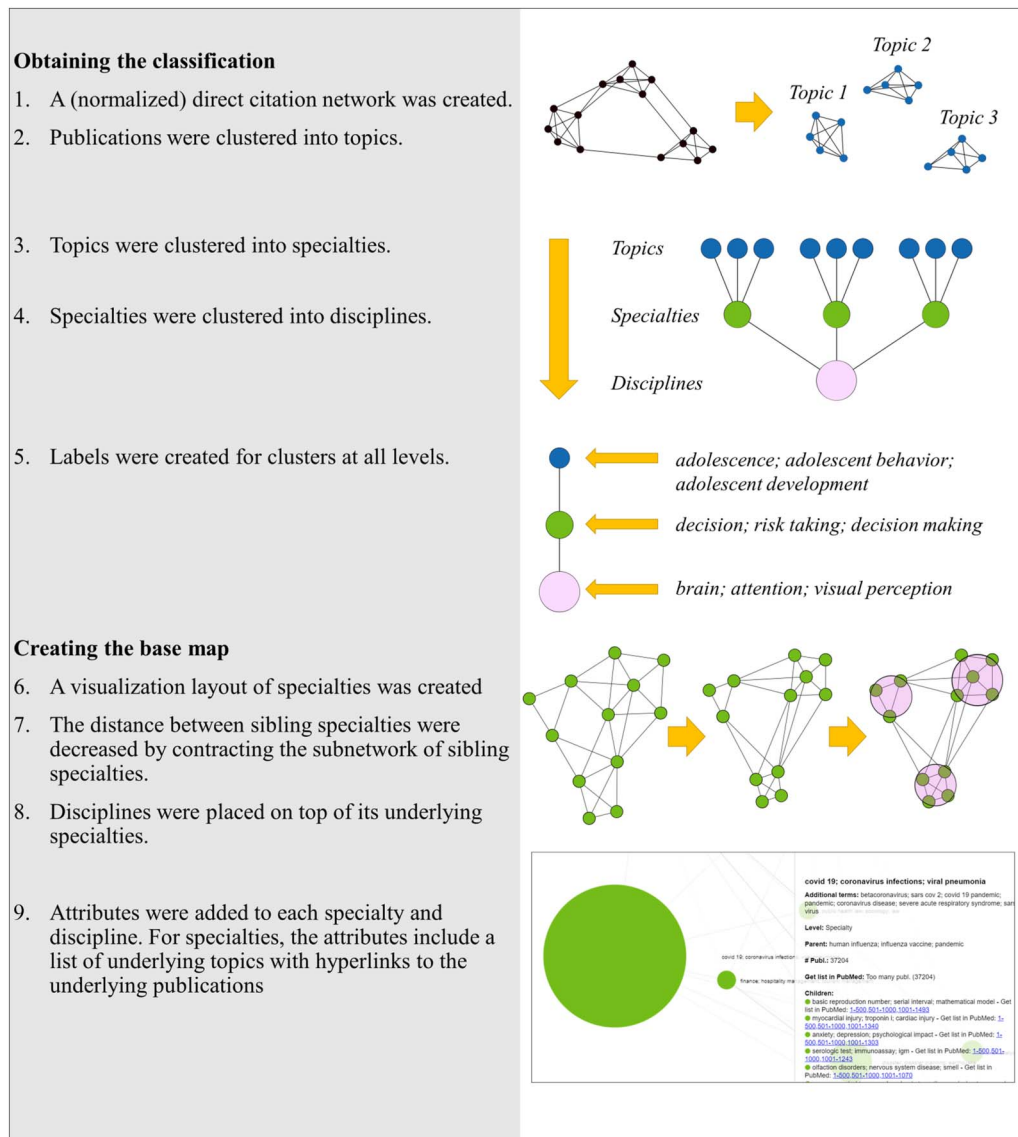 Obtaining the classification
1. A (normalized) direct citation network was created.
2. Publications were clustered into topics.
Topic 1
Topic 2
Topic 3
3. Topics were clustered into specialties.
4. Specialties were clustered into disciplines.
Topics
Specialties
Disciplines
5. Labels were created for clusters at all levels.
adolescence; adolescent behavior;
adolescent development
decision; risk taking; decision making
brain; attention; visual perception
Creating the base map
6. A visualization layout of specialties was created
7. The distance between sibling specialties were
decreased by contracting the subnetwork of sibling
specialties.
8. Disciplines were placed on top of its underlying
specialties.
9. Attributes were added to each specialty and
discipline. For specialties, the attributes include a
list of underlying topics with hyperlinks to the
underlying publications
covid 19; coronavirus infection
finance; hospitality ma
covid 19; coronavirus infections; viral pneumonia
Additional terms: betacoronavirus; sars cov 2; covid 19 pandemic;
pandemic; coronavirus disease; severe acute respiratory syndrome; sars
virus
Level: Specialty
Parent: human influenza; influenza vaccine; pandemic
# Publ.: 37204
Get list in PubMed: Too many publ. (37204)
Children:
basic reproduction number; serial interval; mathematical model - Get
list in PubMed: 1-500,501-1000,1001-1493
myocardial injury; troponin i; cardiac injury - Get list in PubMed: 1-
500,501-1000,1001-1340
anxiety; depression; psychological impact - Get list in PubMed: 1-
500,501-1000,1001-1303
serologic test; immunoassay; igm - Get list in PubMed: 1-500,501-
1000,1001-1243
olfaction disorders; nervous system disease; smell - Get list in
PubMed: 1-500,501-1000,1001-1070